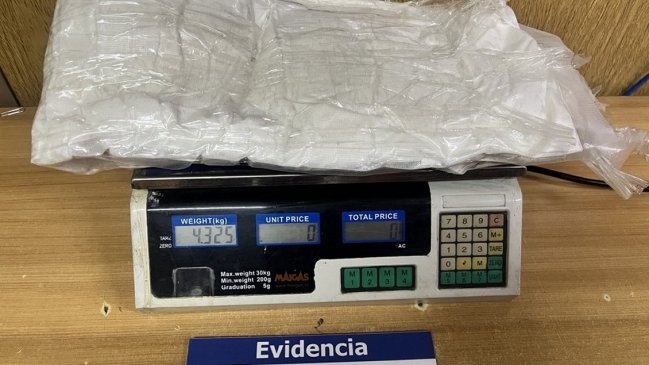 WEIGHT(kg) UNIT PRICE TOTAL PRICE
4.325 0 0
TARE
ZERO
AC
Max.weight 30kg
Min.weight 200g
Graduation 5g
MAIGAS
7 8 9 C
4 5 6 M+
1 2 3 TARE
0 M ZERO
M M M M
1 2 3 4
Evidencia